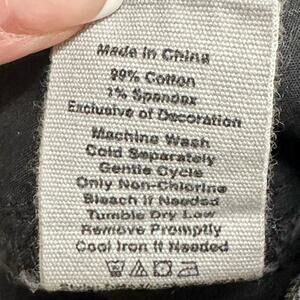 Made in China
99% Cotton
1% Spandex
Exclusive of Decoration
Machine Wash
Cold Separately
Gentle Cycle
Only Non-Chlorine
Bleach If Needed
Tumble Dry Low
Remove Promptly
Cool Iron If Needed